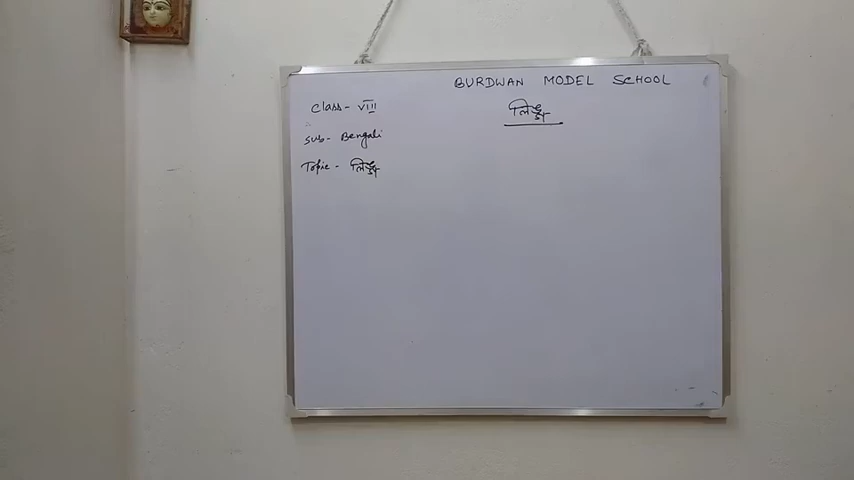 BURDWAN MODEL SCHOOL
Class - VIII
লিঙ্গ
Sub - Bengali
Topic - লিঙ্গ